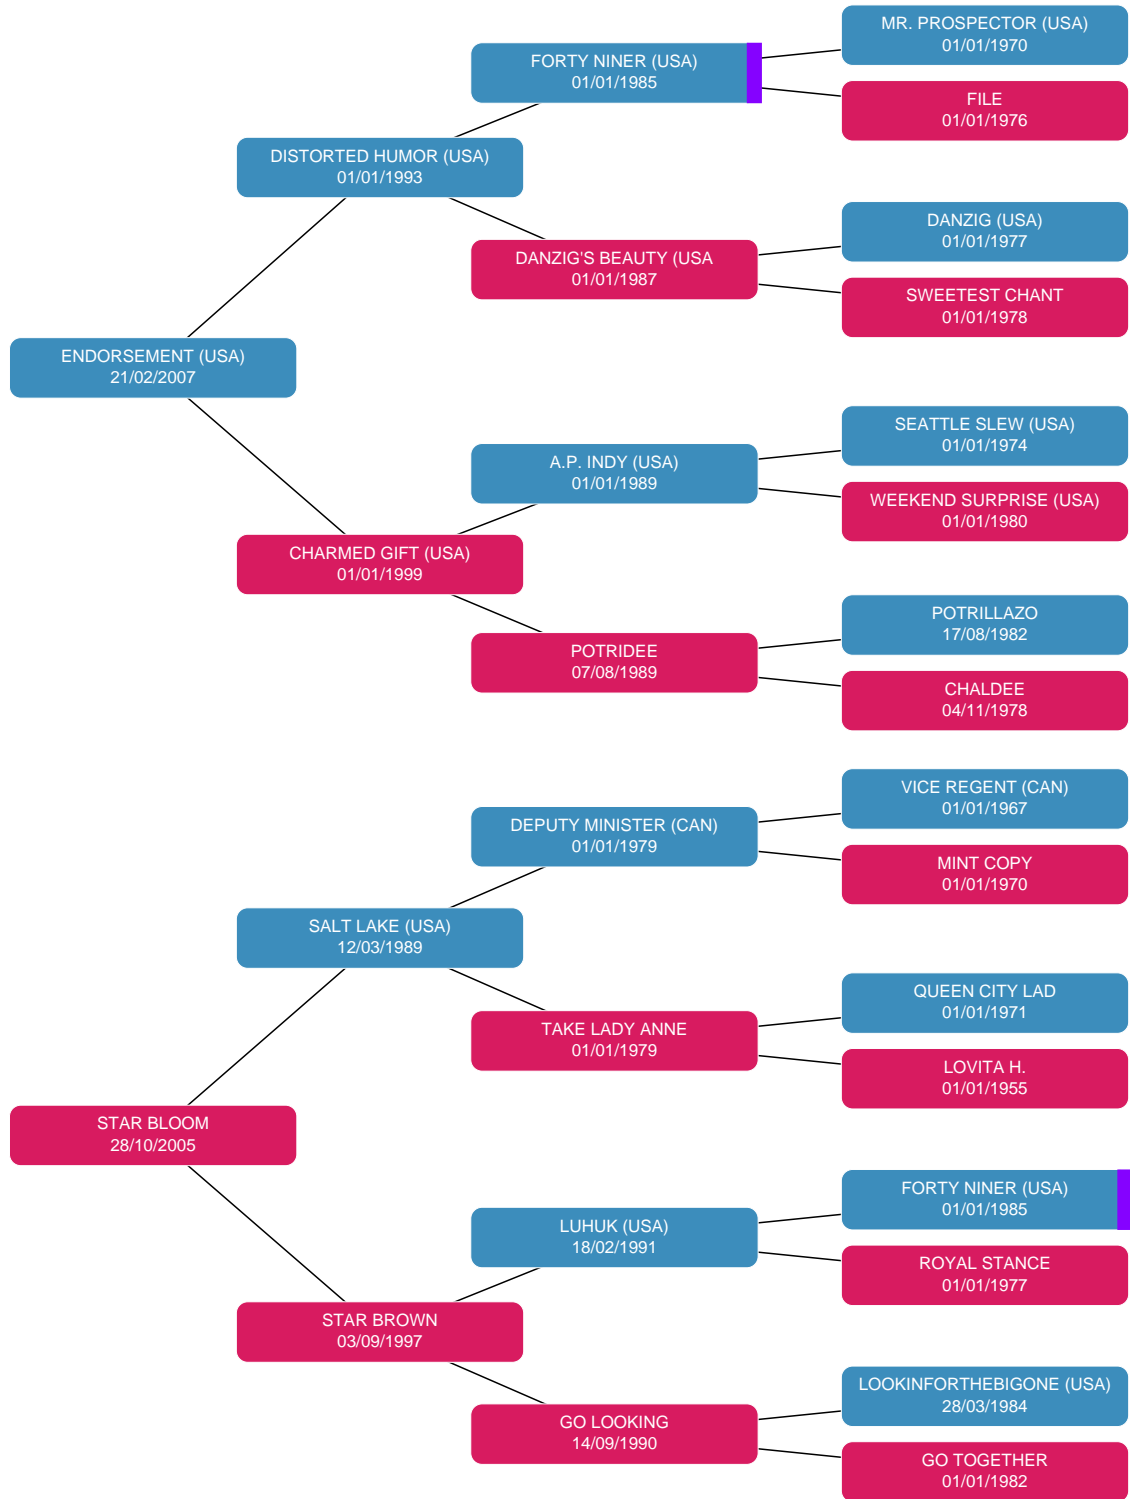 MR. PROSPECTOR (USA)
01/01/1970
FORTY NINER (USA)
01/01/1985
FILE
01/01/1976
DISTORTED HUMOR (USA)
01/01/1993
DANZIG (USA)
01/01/1977
DANZIG'S BEAUTY (USA
01/01/1987
SWEETEST CHANT
01/01/1978
ENDORSEMENT (USA)
21/02/2007
SEATTLE SLEW (USA)
01/01/1974
A.P. INDY (USA)
01/01/1989
WEEKEND SURPRISE (USA)
01/01/1980
CHARMED GIFT (USA)
01/01/1999
POTRILLAZO
17/08/1982
POTRIDEE
07/08/1989
CHALDEE
04/11/1978
VICE REGENT (CAN)
01/01/1967
DEPUTY MINISTER (CAN)
01/01/1979
MINT COPY
01/01/1970
SALT LAKE (USA)
12/03/1989
QUEEN CITY LAD
01/01/1971
TAKE LADY ANNE
01/01/1979
LOVITA H.
01/01/1955
STAR BLOOM
28/10/2005
FORTY NINER (USA)
01/01/1985
LUHUK (USA)
18/02/1991
ROYAL STANCE
01/01/1977
STAR BROWN
03/09/1997
LOOKINFORTHEBIGONE (USA)
28/03/1984
GO LOOKING
14/09/1990
GO TOGETHER
01/01/1982